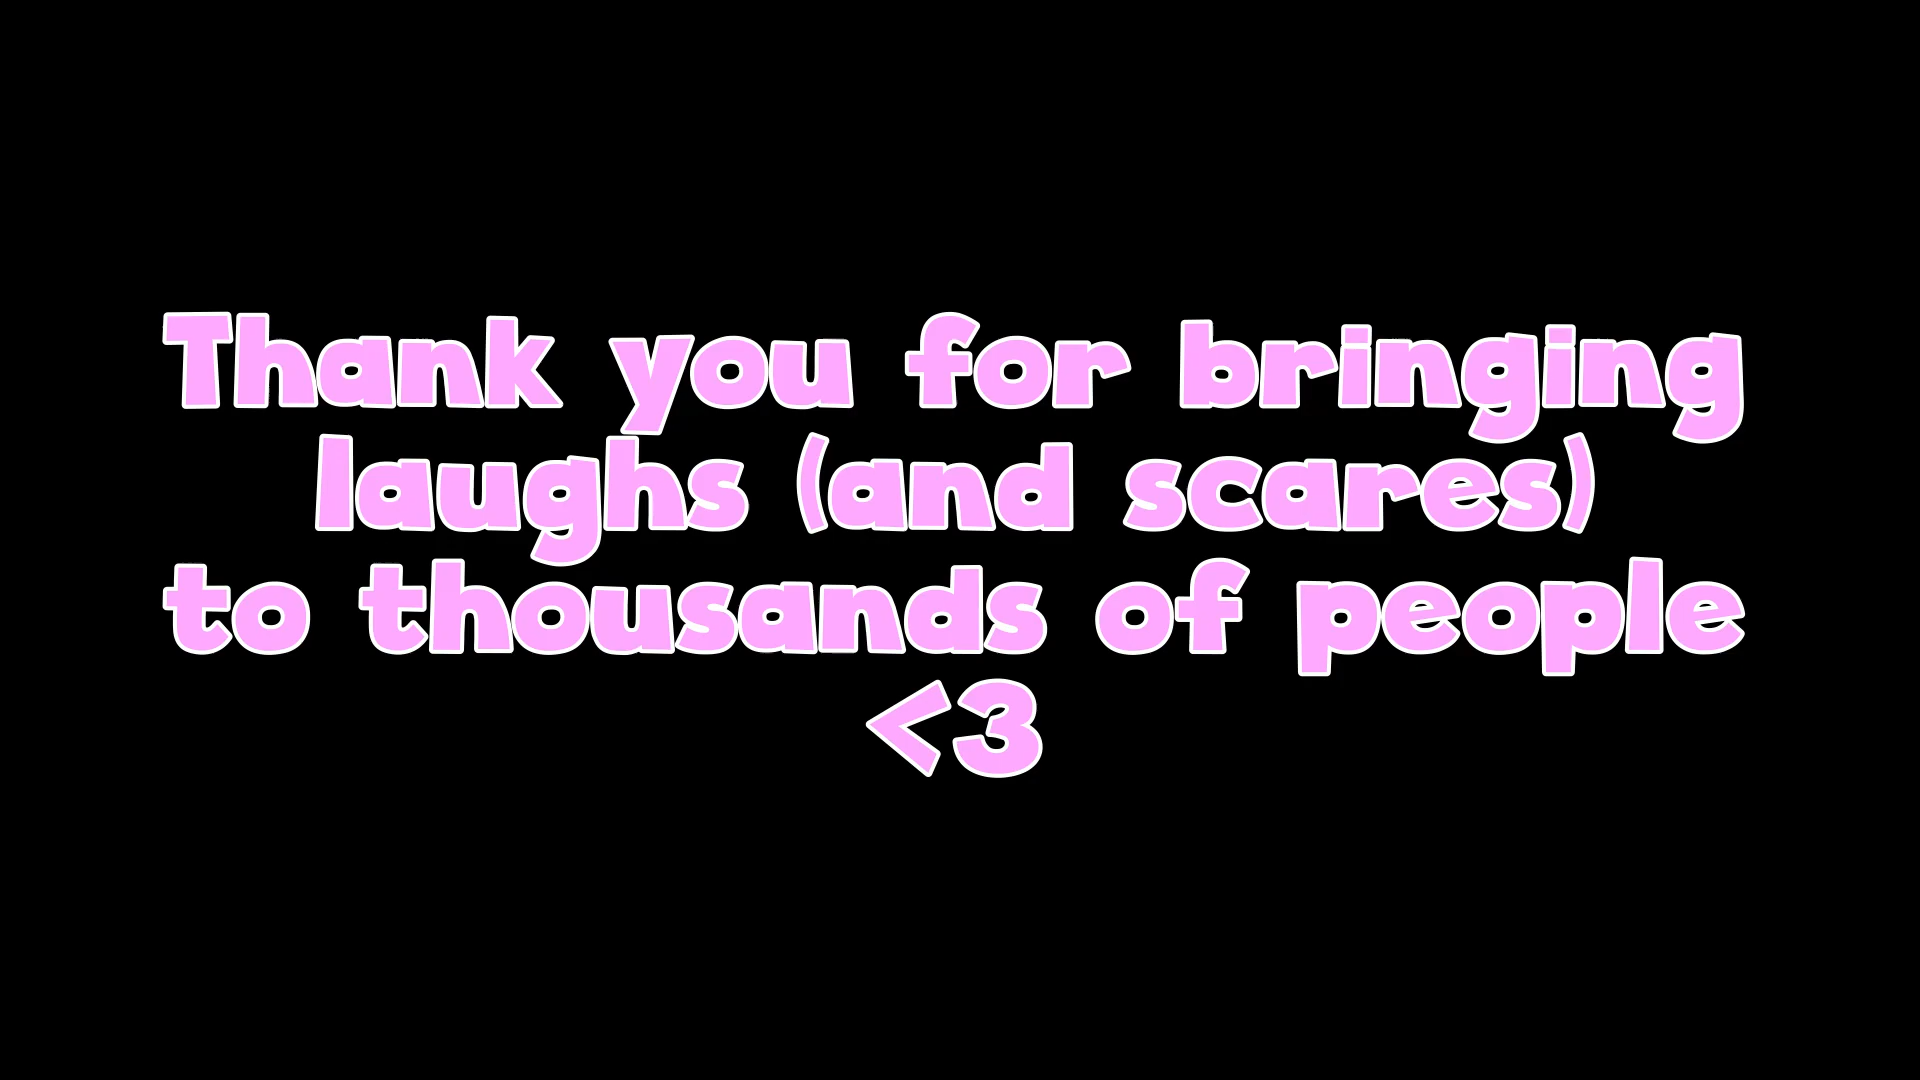 Thank you for bringing
laughs (and scares)
to thousands of people
<3